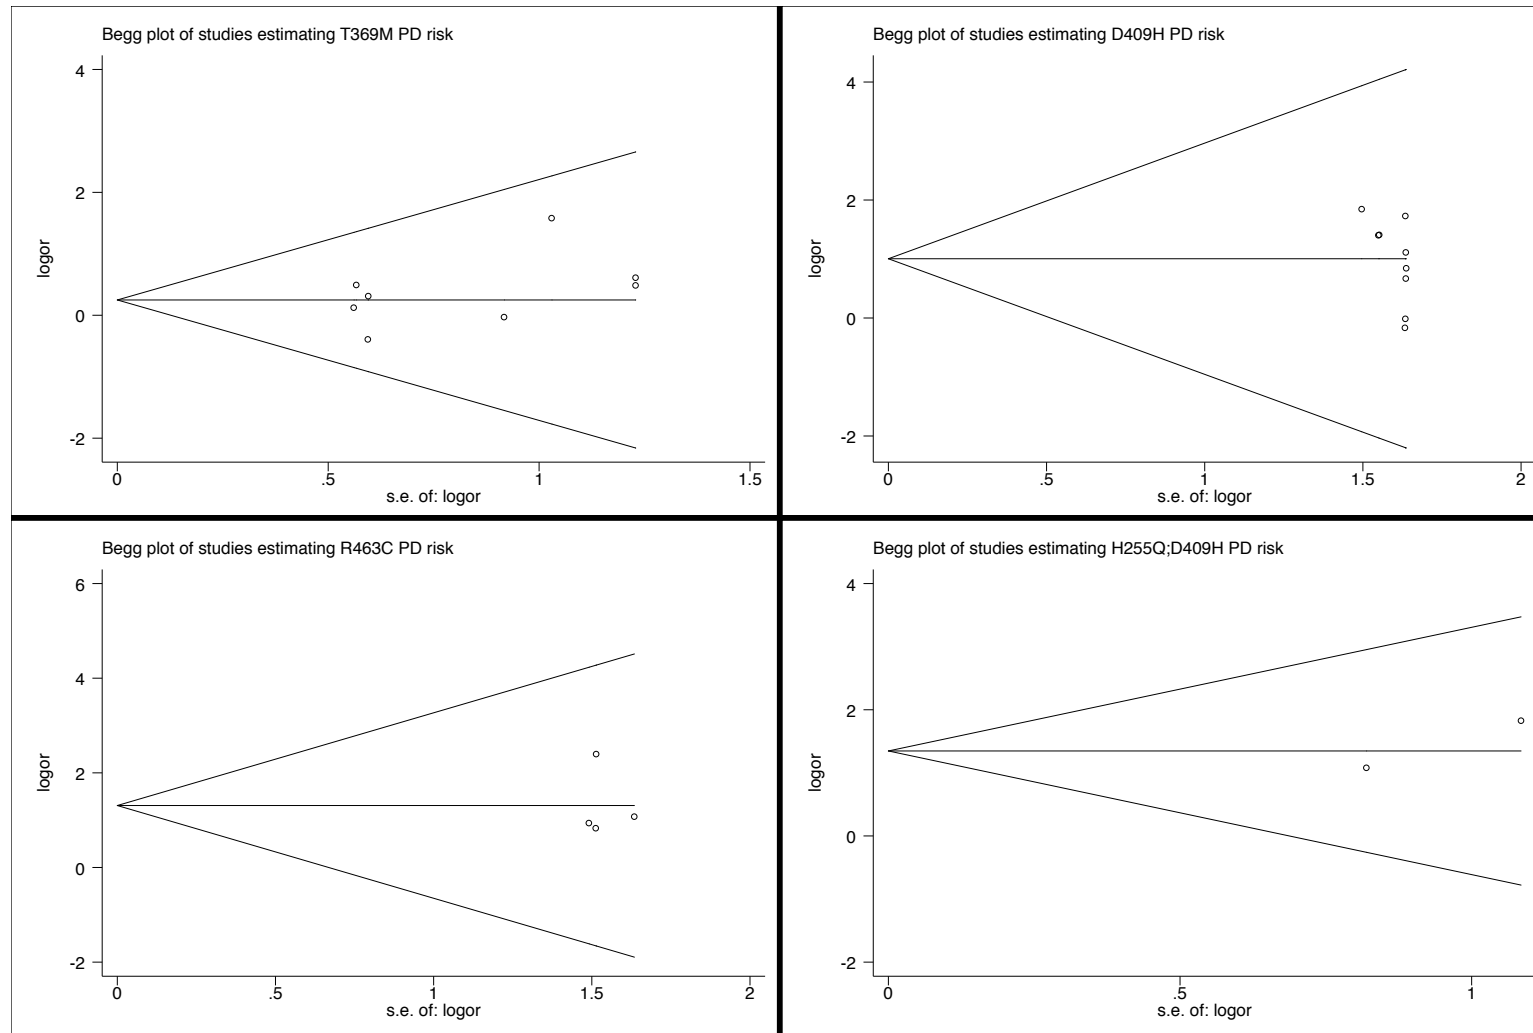 Begg plot of studies estimating T369M PD risk
4
2
0
-2
logor
0 .5 1 1.5
s.e. of: logor
Begg plot of studies estimating D409H PD risk
4
2
0
-2
logor
0 .5 1 1.5 2
s.e. of: logor
Begg plot of studies estimating R463C PD risk
6
4
2
0
-2
logor
0 .5 1 1.5 2
s.e. of: logor
Begg plot of studies estimating H255Q;D409H PD risk
4
2
0
-2
logor
0 .5 1
s.e. of: logor